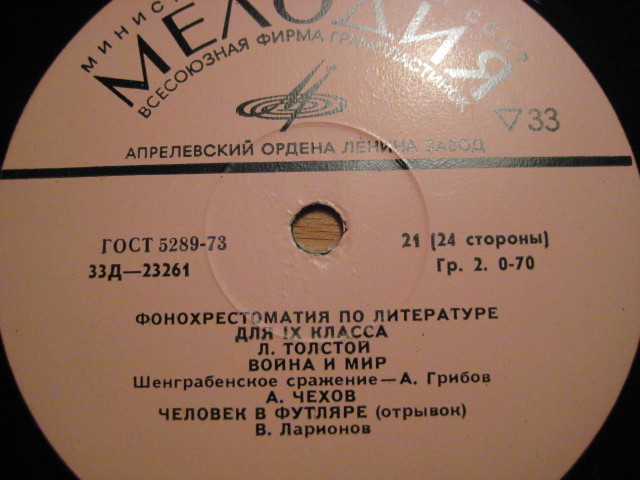 МИНИСТ
СССР
МЕЛОДИЯ
ВСЕСОЮЗНАЯ ФИРМА ГРАМПЛАСТИНОК
▽33
АПРЕЛЕВСКИЙ ОРДЕНА ЛЕНИНА ЗАВОД
ГОСТ 5289-73
21 (24 стороны)
33Д—23261
Гр. 2. 0-70
ФОНОХРЕСТОМАТИЯ ПО ЛИТЕРАТУРЕ
ДЛЯ IX КЛАССА
Л. ТОЛСТОЙ
ВОЙНА И МИР
Шенграбенское сражение—А. Грибов
А. ЧЕХОВ
ЧЕЛОВЕК В ФУТЛЯРЕ (отрывок)
В. Ларионов